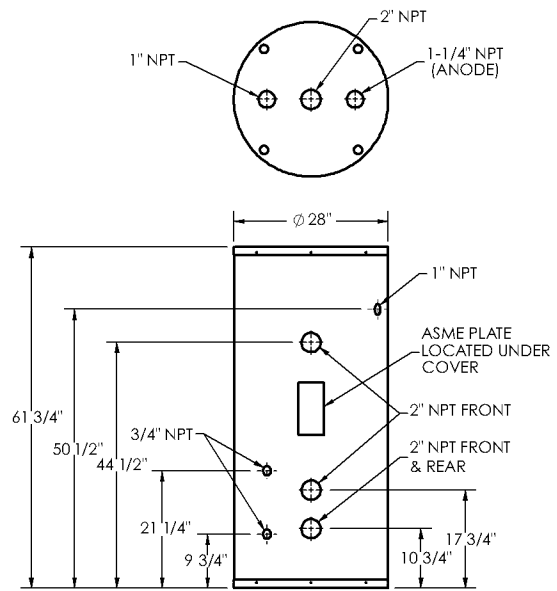 2" NPT
1" NPT
1-1/4" NPT
(ANODE)
Ø 28"
1" NPT
ASME PLATE
LOCATED UNDER
COVER
61 3/4"
50 1/2"
44 1/2"
3/4" NPT
2" NPT FRONT
2" NPT FRONT
& REAR
21 1/4"
9 3/4"
10 3/4"
17 3/4"